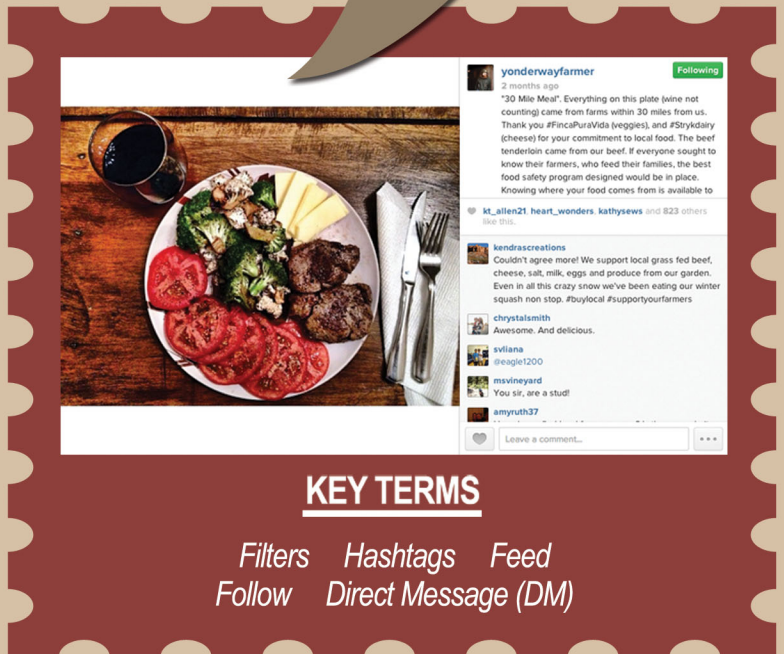 yonderwayfarmer
Following
2 months ago
"30 Mile Meal". Everything on this plate (wine not
counting) came from farms within 30 miles from us.
Thank you #FincaPuraVida (veggies), and #Strykdairy
(cheese) for your commitment to local food. The beef
tenderloin came from our beef. If everyone sought to
know their farmers, who feed their families, the best
food safety program designed would be in place.
Knowing where your food comes from is available to
kt_allen21, heart_wonders, kathysews and 823 others
like this.
kendrascreations
Couldn't agree more! We support local grass fed beef,
cheese, salt, milk, eggs and produce from our garden.
Even in all this crazy snow we've been eating our winter
squash non stop. #buylocal #supportyourfarmers
chrystalsmith
Awesome. And delicious.
svliana
@eagle1200
msvineyard
You sir, are a stud!
amyruth37
Leave a comment...
KEY TERMS
Filters Hashtags Feed
Follow Direct Message (DM)